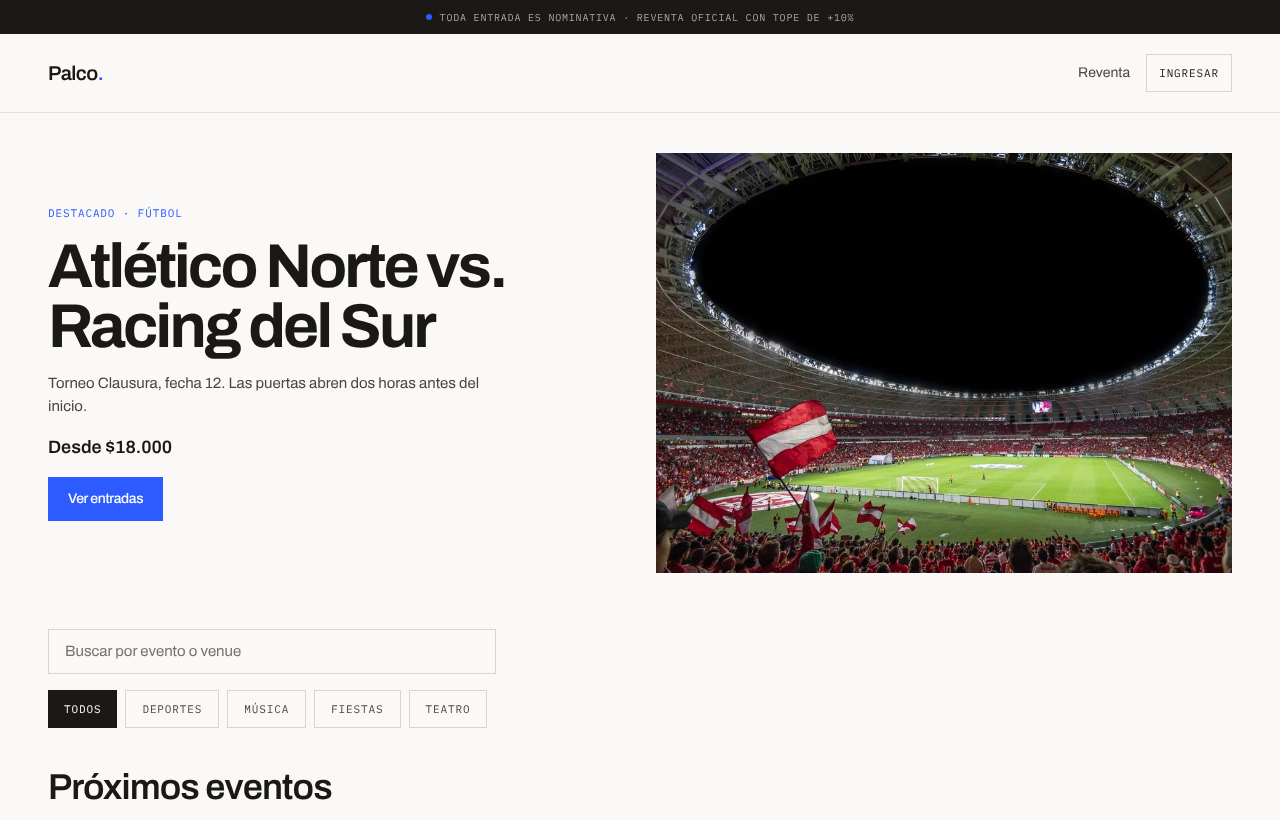 TODA ENTRADA ES NOMINATIVA · REVENTA OFICIAL CON TOPE DE +10%
Palco.
Reventa
INGRESAR
DESTACADO · FÚTBOL
Atlético Norte vs.
Racing del Sur
Torneo Clausura, fecha 12. Las puertas abren dos horas antes del
inicio.
Desde $18.000
Ver entradas
Buscar por evento o venue
TODOS
DEPORTES
MÚSICA
FIESTAS
TEATRO
Próximos eventos